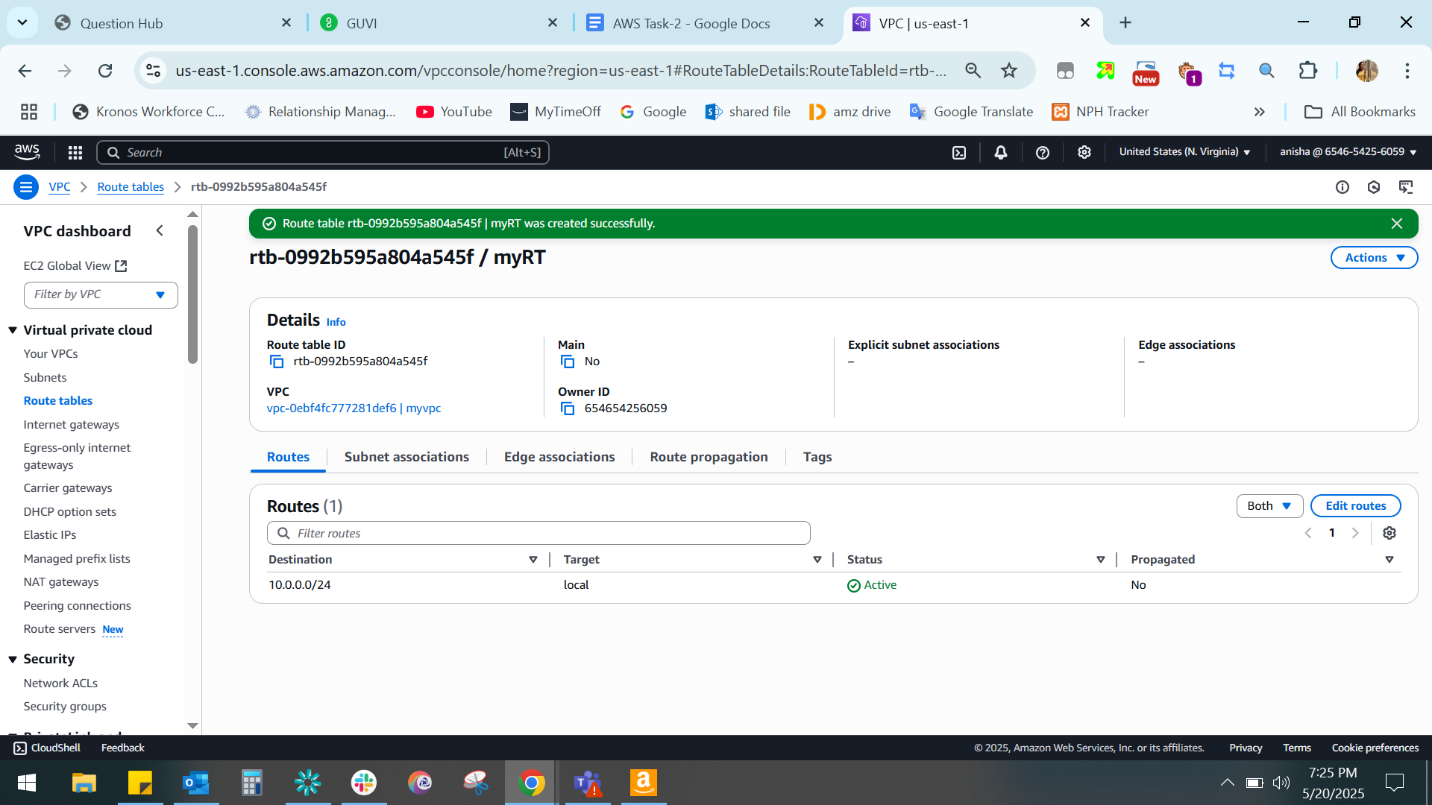 Question Hub
GUVI
AWS Task-2 - Google Docs
VPC | us-east-1
us-east-1.console.aws.amazon.com/vpcconsole/home?region=us-east-1#RouteTableDetails:RouteTableId=rtb-...
New
1
Kronos Workforce C...
Relationship Manag...
YouTube
MyTimeOff
Google
shared file
amz drive
Google Translate
NPH Tracker
All Bookmarks
aws
Search
[Alt+S]
United States (N. Virginia)
anisha @ 6546-5425-6059
VPC
Route tables
rtb-0992b595a804a545f
VPC dashboard
EC2 Global View
Filter by VPC
Virtual private cloud
Your VPCs
Subnets
Route tables
Internet gateways
Egress-only internet
gateways
Carrier gateways
DHCP option sets
Elastic IPs
Managed prefix lists
NAT gateways
Peering connections
Route servers New
Security
Network ACLs
Security groups
Route table rtb-0992b595a804a545f | myRT was created successfully.
rtb-0992b595a804a545f / myRT
Actions
Details Info
Route table ID
rtb-0992b595a804a545f
Main
No
Explicit subnet associations
–
Edge associations
–
VPC
vpc-0ebf4fc777281def6 | myvpc
Owner ID
654654256059
Routes
Subnet associations
Edge associations
Route propagation
Tags
Routes (1)
Both
Edit routes
Filter routes
1
Destination
Target
Status
Propagated
10.0.0.0/24
local
Active
No
CloudShell
Feedback
© 2025, Amazon Web Services, Inc. or its affiliates.
Privacy
Terms
Cookie preferences
7:25 PM
5/20/2025